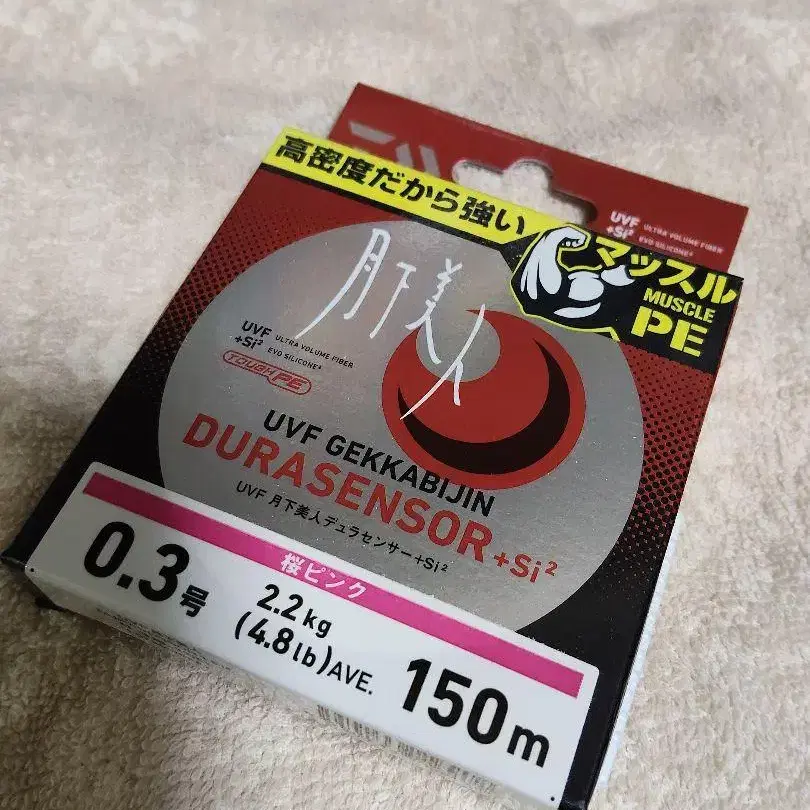 高密度だから強い
UVF
+Si²
ULTRA VOLUME FIBER
EVO SILICONE+
マッスル
MUSCLE
PE
月下美人
UVF
+Si²
ULTRA VOLUME FIBER
EVO SILICONE+
TOUGH PE
UVF GEKKABIJIN
DURASENSOR+Si²
UVF 月下美人デュラセンサー+Si²
桜ピンク
0.3号
2.2kg
(4.8lb)AVE.
150m